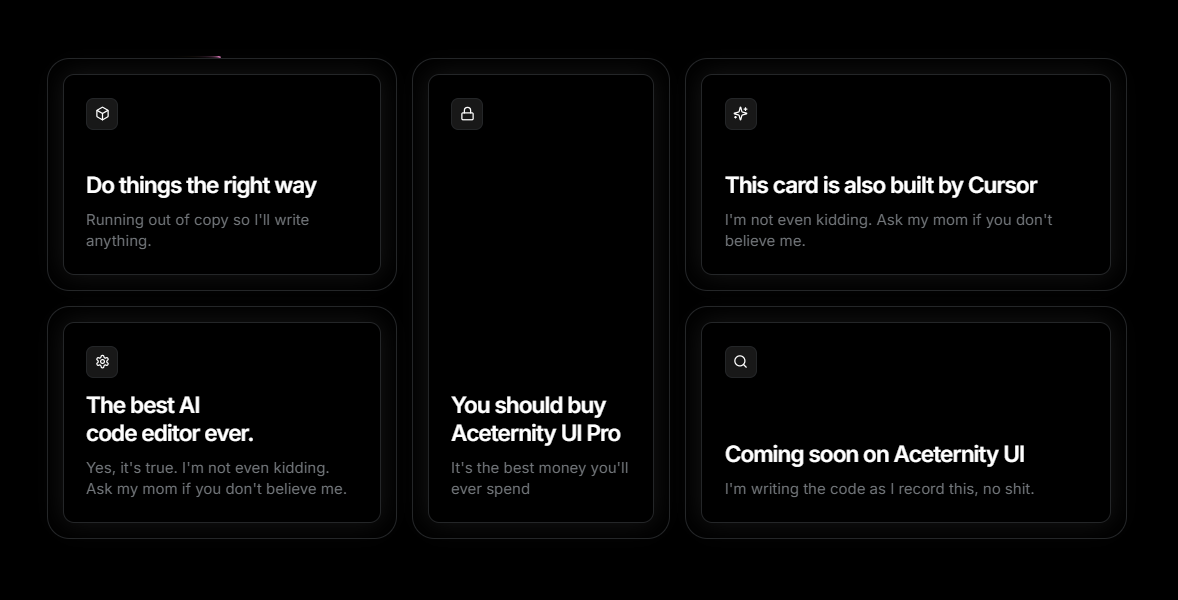 Do things the right way
Running out of copy so I'll write
anything.
The best AI
code editor ever.
Yes, it's true. I'm not even kidding.
Ask my mom if you don't believe me.
You should buy
Aceternity UI Pro
It's the best money you'll
ever spend
This card is also built by Cursor
I'm not even kidding. Ask my mom if you don't
believe me.
Coming soon on Aceternity UI
I'm writing the code as I record this, no shit.